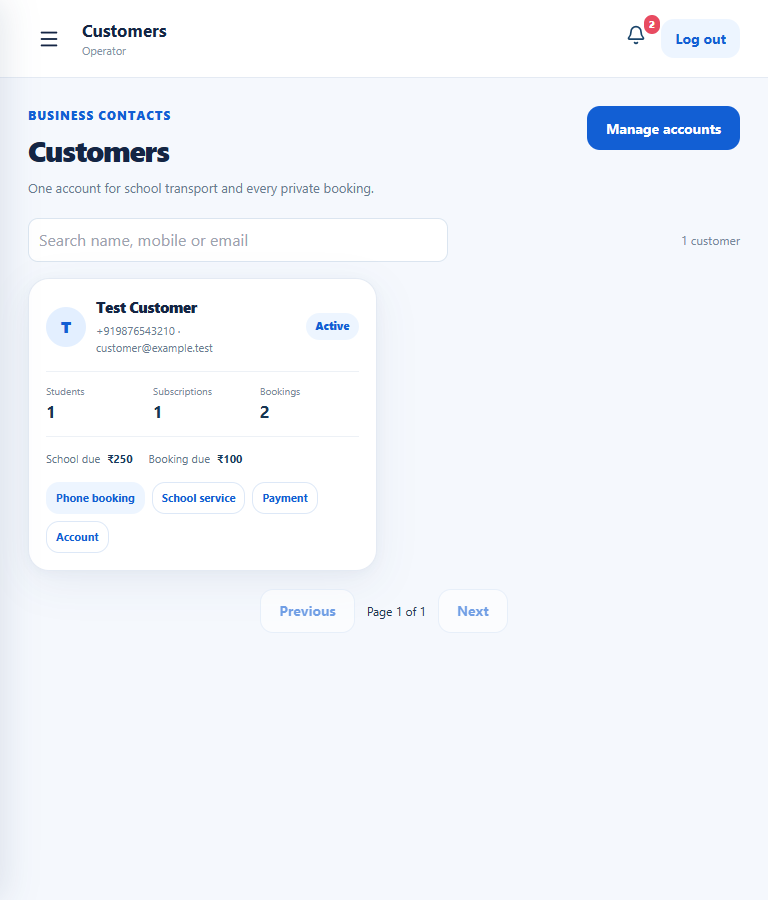 Customers
Operator
2
Log out
BUSINESS CONTACTS
Manage accounts
Customers
One account for school transport and every private booking.
Search name, mobile or email
1 customer
T
Test Customer
+919876543210 ·
customer@example.test
Active
Students Subscriptions Bookings
1 1 2
School due ₹250 Booking due ₹100
Phone booking School service Payment
Account
Previous Page 1 of 1 Next